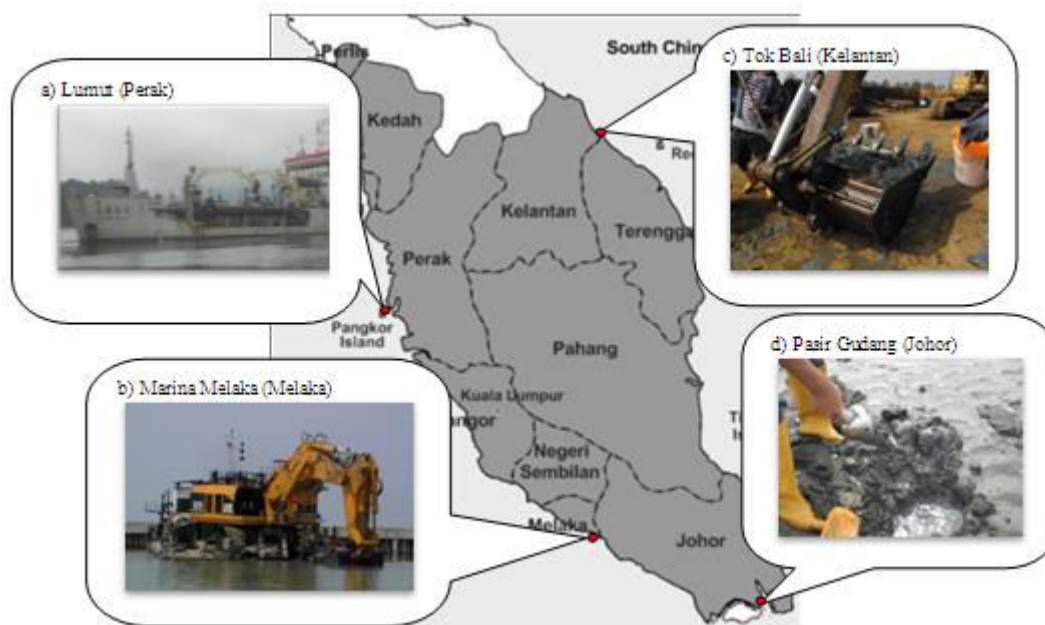 a) Lumut (Perak)
c) Tok Bali (Kelantan)
d) Pasir Gudang (Johor)
b) Marina Melaka (Melaka)
Perlis
South Chin
Kedah
Kelantan
Terengga
Perak
Pangkor
Island
Pahang
Kuala Lumpur
angor
Negeri
Sembilan
Melaka
Johor